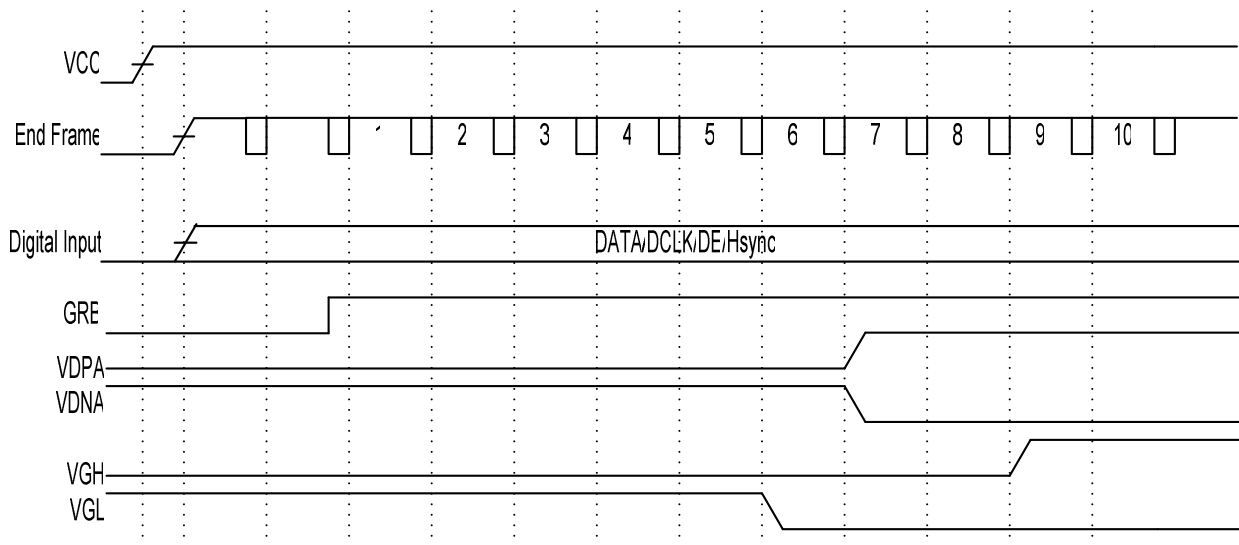 VCC
End Frame 2 3 4 5 6 7 8 9 10
Digital Input DATA/DCLK/DE/Hsync
GRB
VDPA
VDNA
VGH
VGL